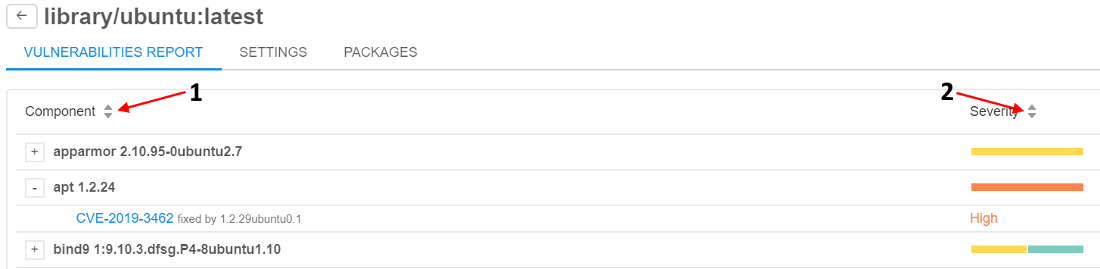 ← library/ubuntu:latest
VULNERABILITIES REPORT SETTINGS PACKAGES
1 2
Component Severity
+ apparmor 2.10.95-0ubuntu2.7
- apt 1.2.24
CVE-2019-3462 fixed by 1.2.29ubuntu0.1 High
+ bind9 1:9.10.3.dfsg.P4-8ubuntu1.10